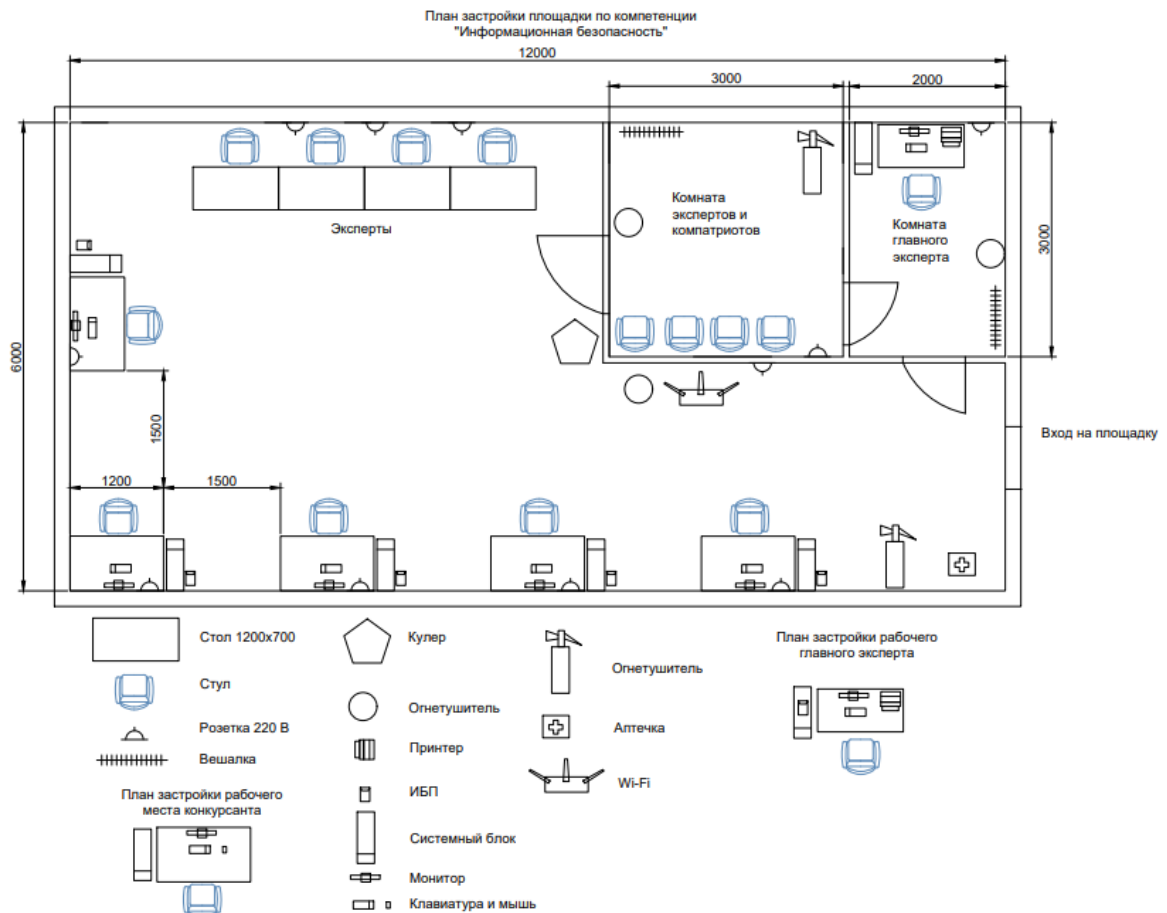 План застройки площадки по компетенции
"Информационная безопасность"
12000
3000
2000
6000
3000
Эксперты
Комната
экспертов и
компатриотов
Комната
главного
эксперта
1500
1200
1500
Вход на площадку
Стол 1200х700
Стул
Розетка 220 В
Вешалка
План застройки рабочего
места конкурсанта
Кулер
Огнетушитель
Принтер
ИБП
Системный блок
Монитор
Клавиатура и мышь
Огнетушитель
Аптечка
Wi-Fi
План застройки рабочего
главного эксперта